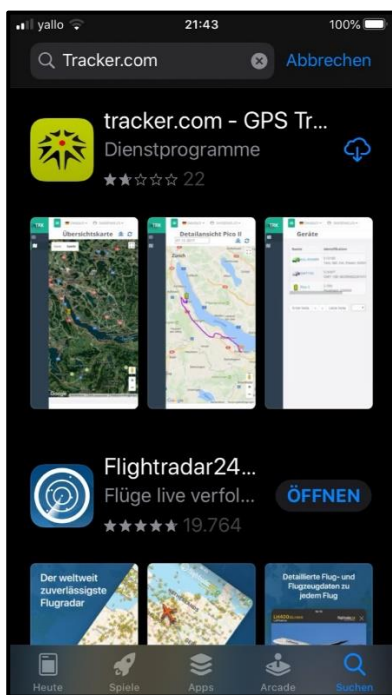 yallo 21:43 100%
Tracker.com Abbrechen
tracker.com - GPS Tr...
Dienstprogramme
22
Übersichtskarte
Detailansicht Pico II
Geräte
Zürich
Google
Flightradar24...
Flüge live verfol... ÖFFNEN
19.764
Der weltweit
zuverlässigste
Flugradar
Detaillierte Flug- und
Flugzeugdaten zu
jedem Flug
Heute Spiele Apps Arcade Suchen